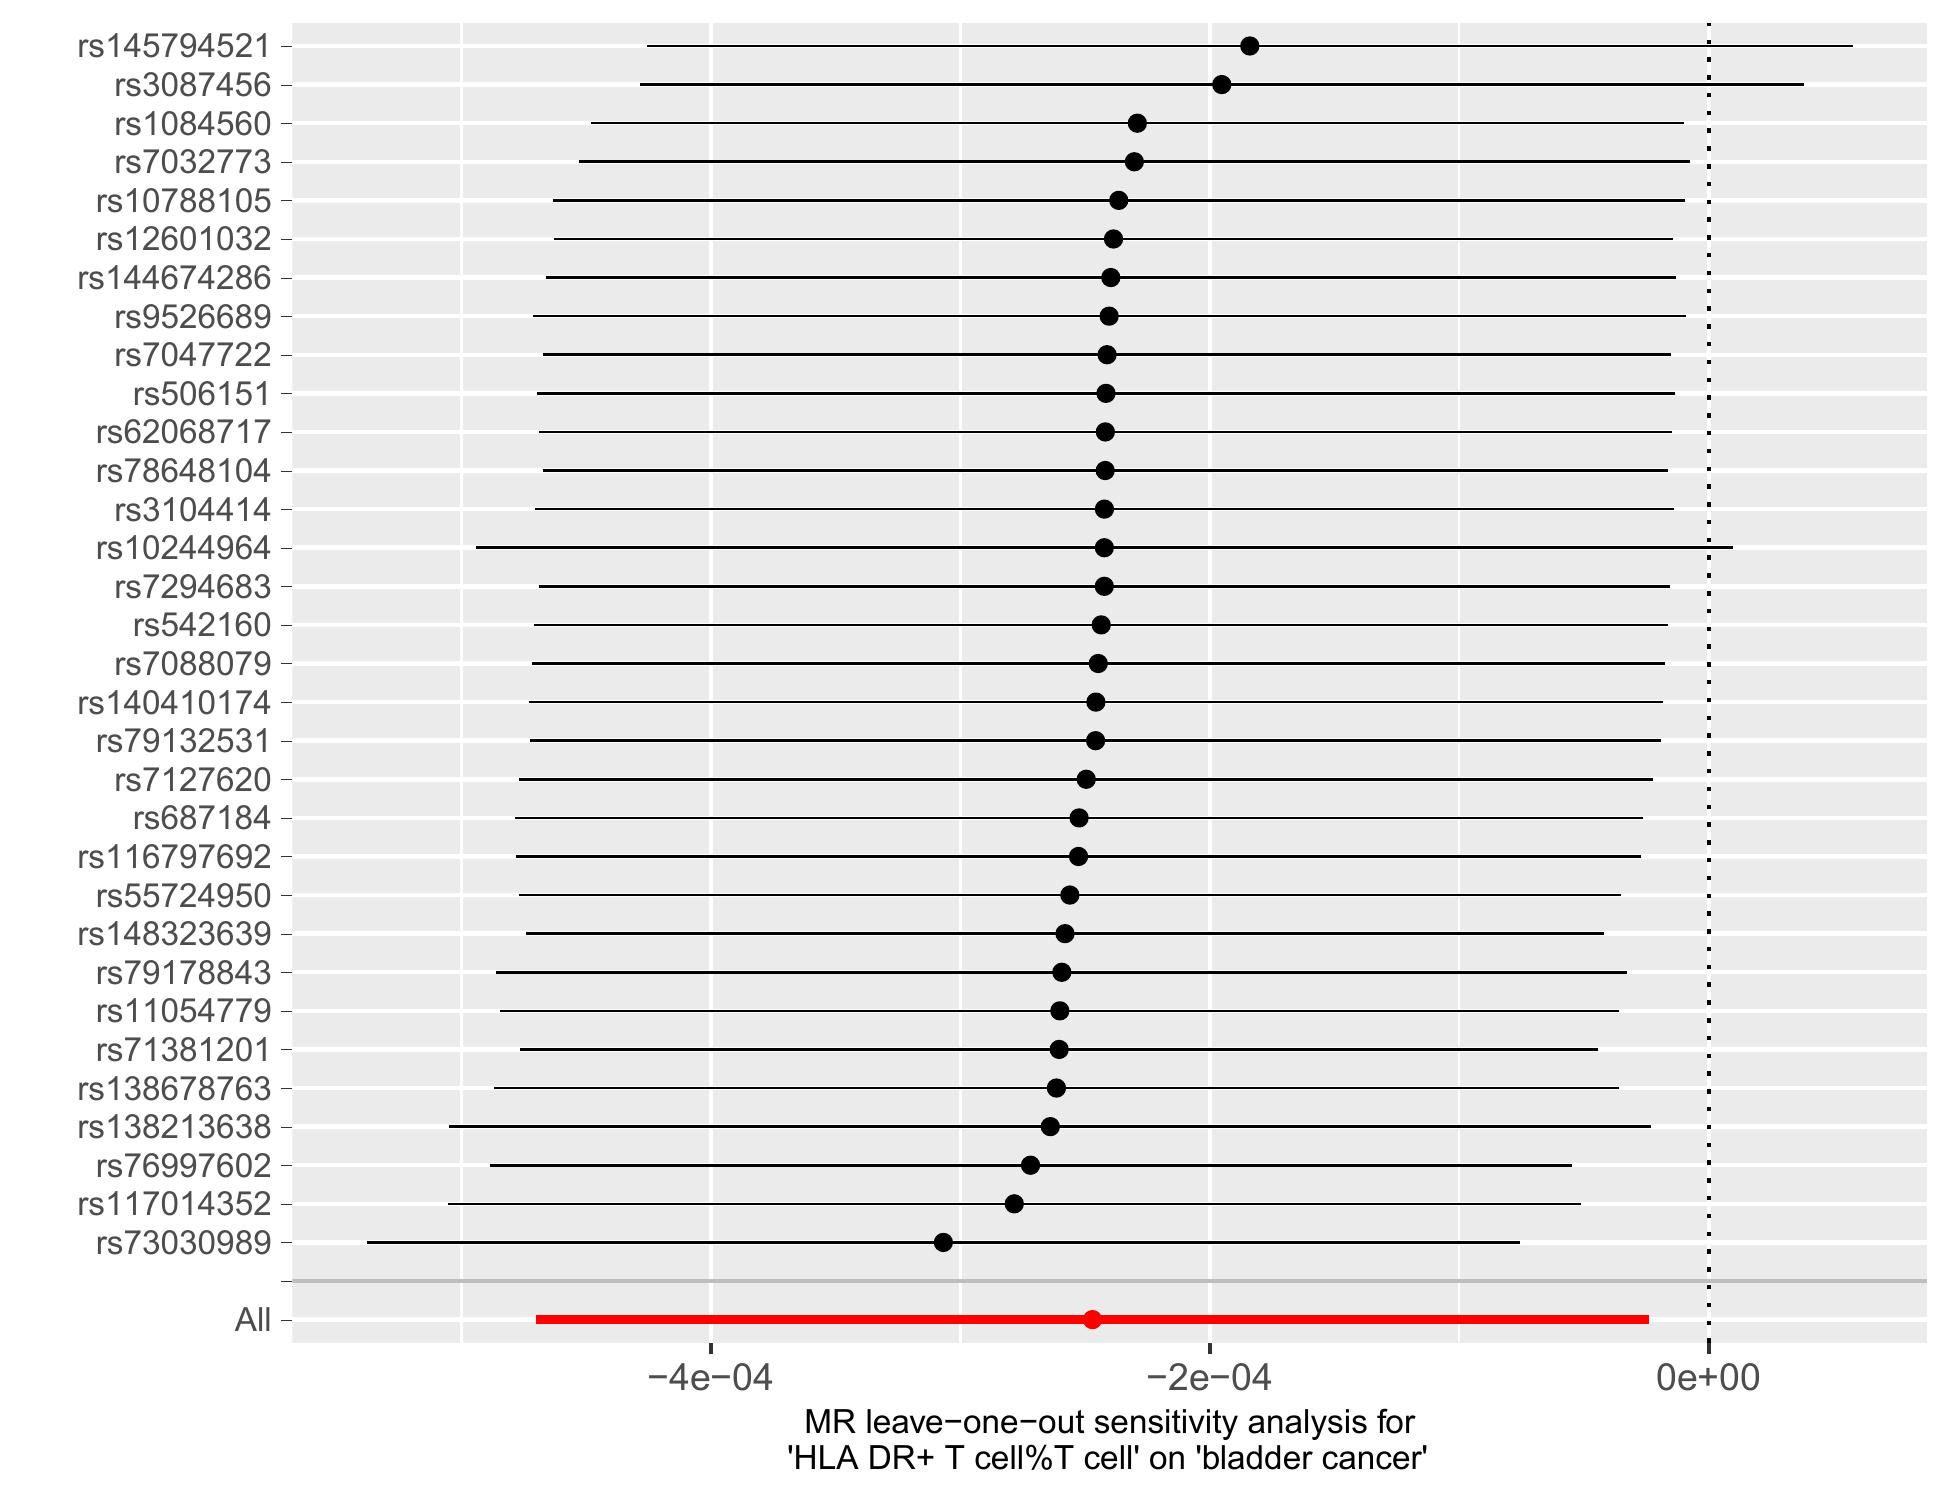 rs145794521
rs3087456
rs1084560
rs7032773
rs10788105
rs12601032
rs144674286
rs9526689
rs7047722
rs506151
rs62068717
rs78648104
rs3104414
rs10244964
rs7294683
rs542160
rs7088079
rs140410174
rs79132531
rs7127620
rs687184
rs116797692
rs55724950
rs148323639
rs79178843
rs11054779
rs71381201
rs138678763
rs138213638
rs76997602
rs117014352
rs73030989
All
−4e−04 −2e−04 0e+00
MR leave−one−out sensitivity analysis for
'HLA DR+ T cell%T cell' on 'bladder cancer'